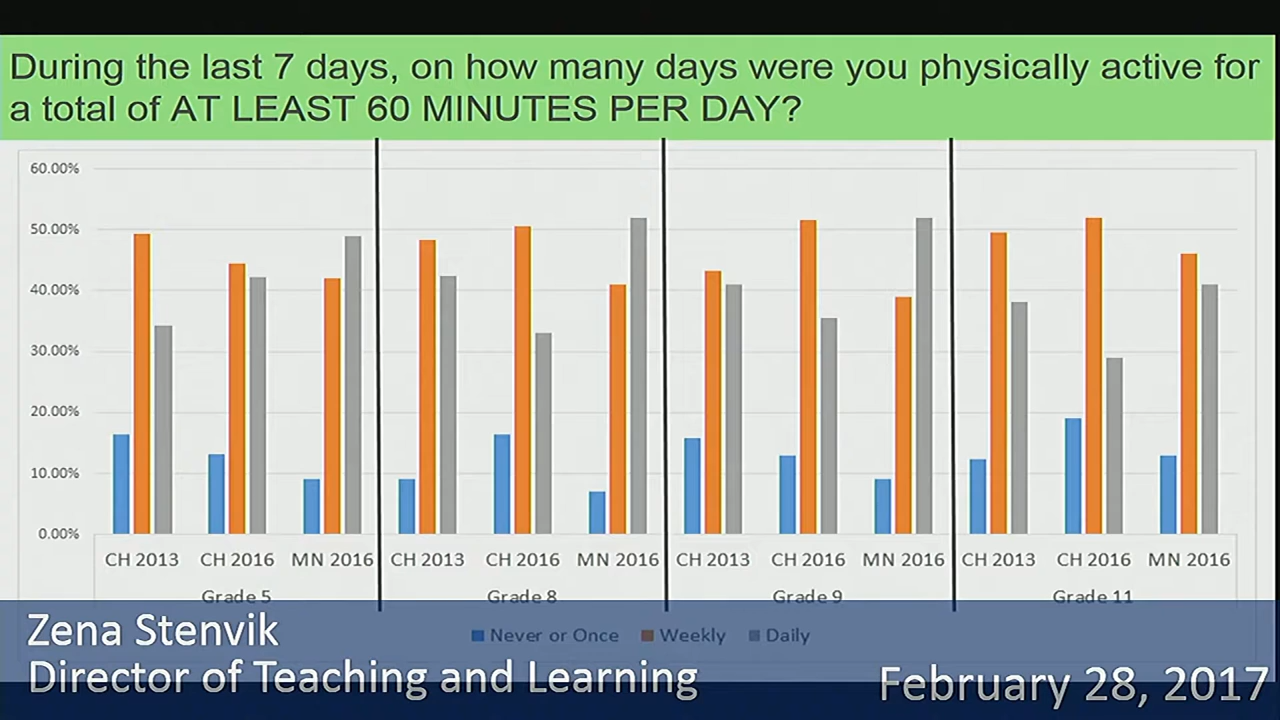 During the last 7 days, on how many days were you physically active for
a total of AT LEAST 60 MINUTES PER DAY?
60.00%
50.00%
40.00%
30.00%
20.00%
10.00%
0.00%
CH 2013 CH 2016 MN 2016 CH 2013 CH 2016 MN 2016 CH 2013 CH 2016 MN 2016 CH 2013 CH 2016 MN 2016
Grade 5 Grade 8 Grade 9 Grade 11
Never or Once Weekly Daily
Zena Stenvik
Director of Teaching and Learning
February 28, 2017